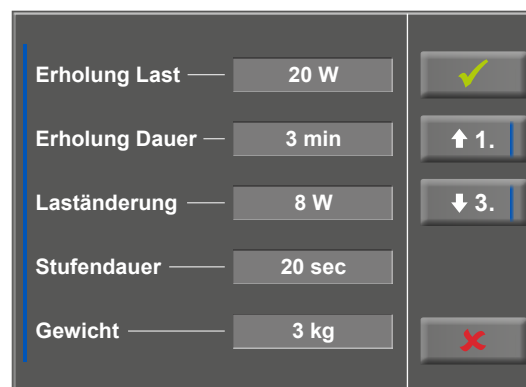 Erholung Last 20 W
Erholung Dauer 3 min
1.
Laständerung 8 W
3.
Stufendauer 20 sec
Gewicht 3 kg